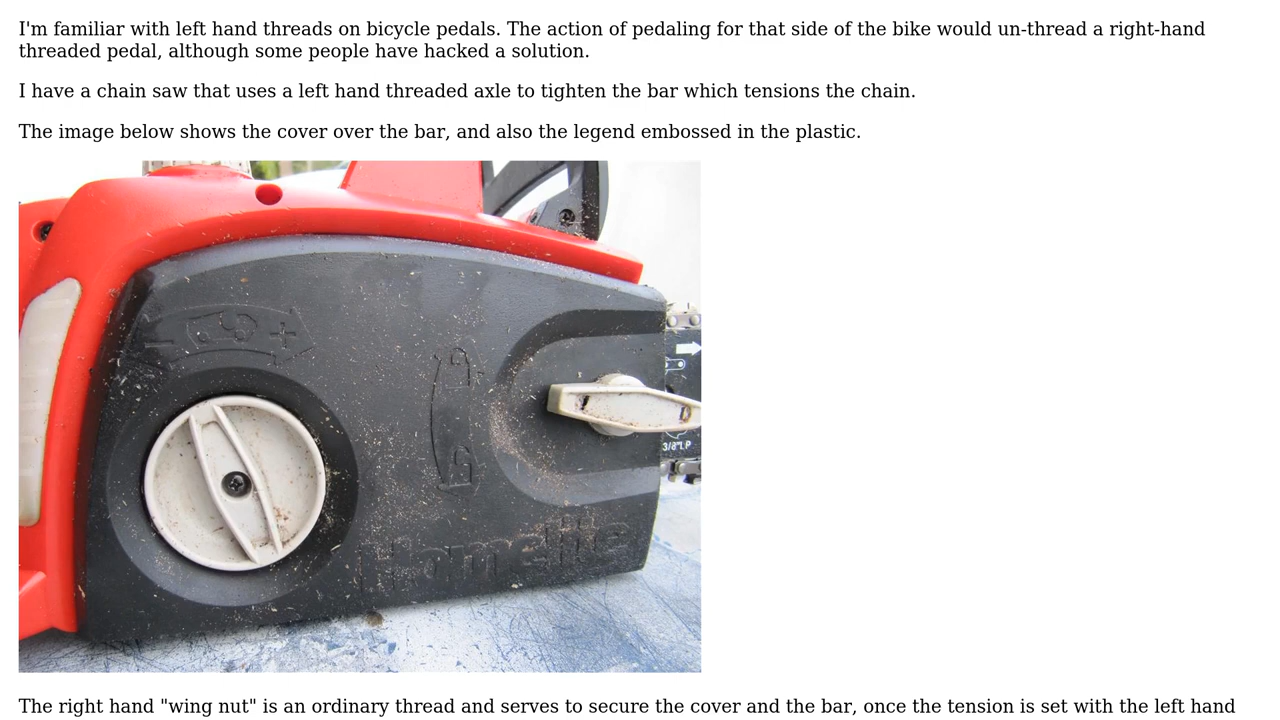 I'm familiar with left hand threads on bicycle pedals. The action of pedaling for that side of the bike would un-thread a right-hand
threaded pedal, although some people have hacked a solution.
I have a chain saw that uses a left hand threaded axle to tighten the bar which tensions the chain.
The image below shows the cover over the bar, and also the legend embossed in the plastic.
- +
3/8"LP
Homelite
The right hand "wing nut" is an ordinary thread and serves to secure the cover and the bar, once the tension is set with the left hand